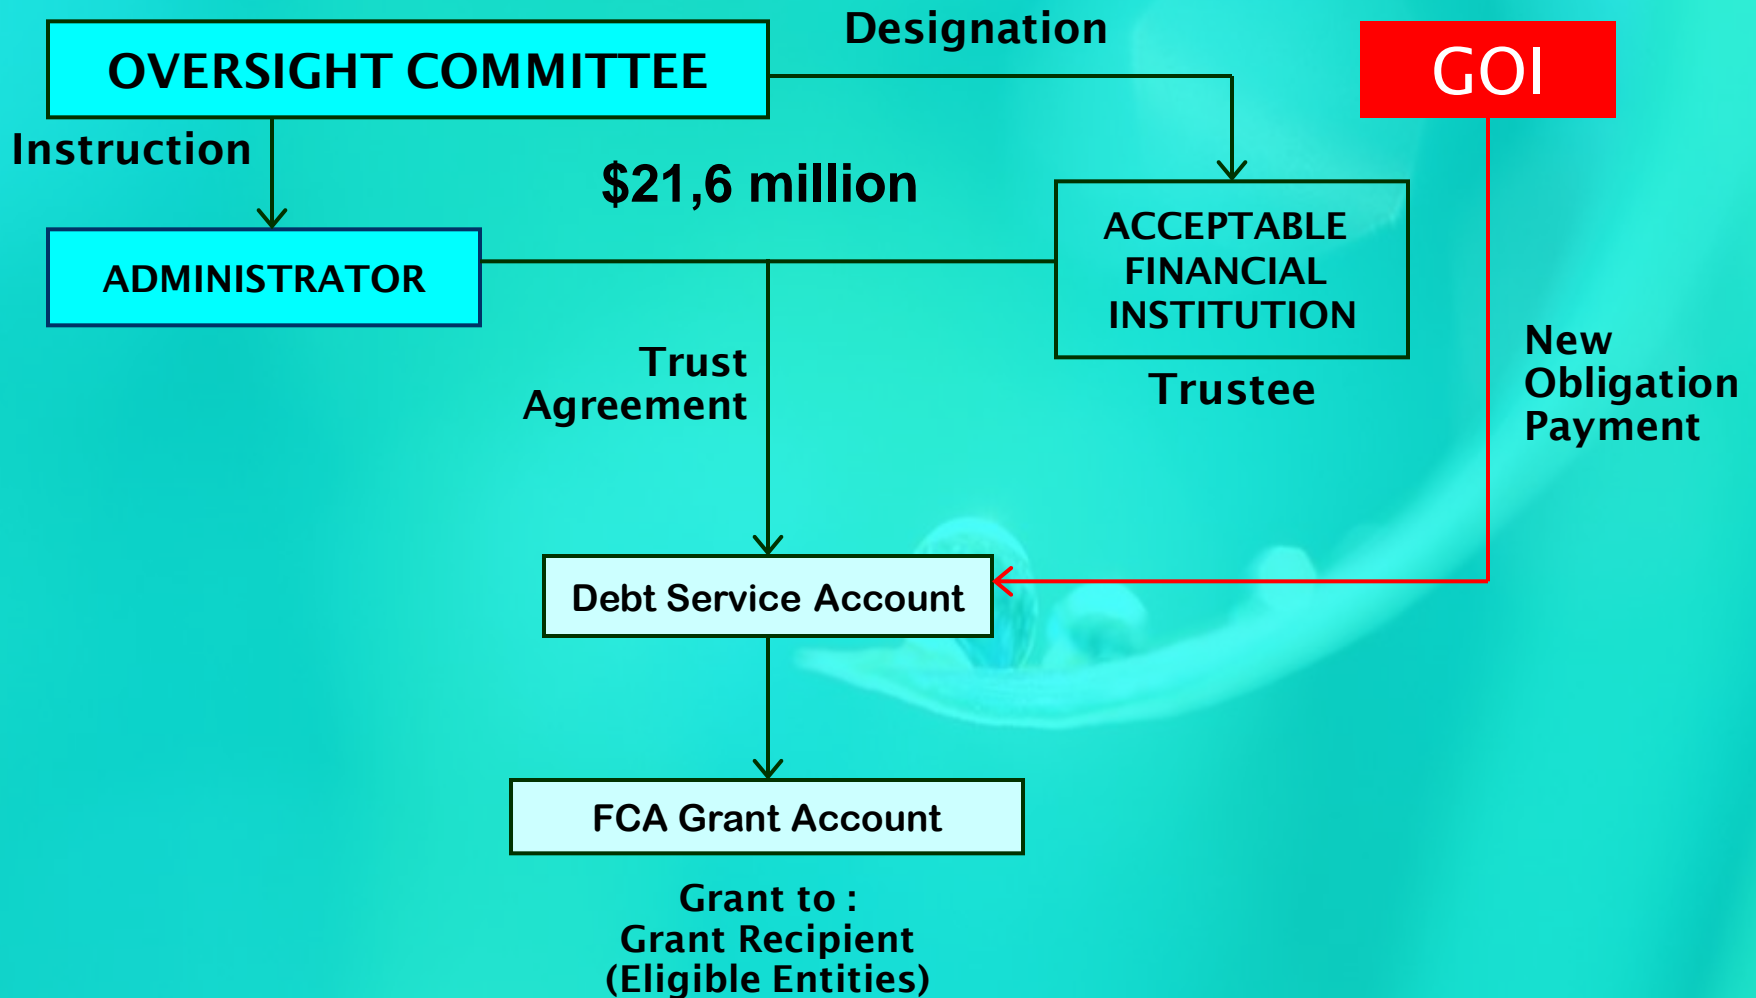 Designation
OVERSIGHT COMMITTEE
GOI
Instruction
$21,6 million
ADMINISTRATOR
ACCEPTABLE
FINANCIAL
INSTITUTION
Trustee
Trust
Agreement
New
Obligation
Payment
Debt Service Account
FCA Grant Account
Grant to :
Grant Recipient
(Eligible Entities)